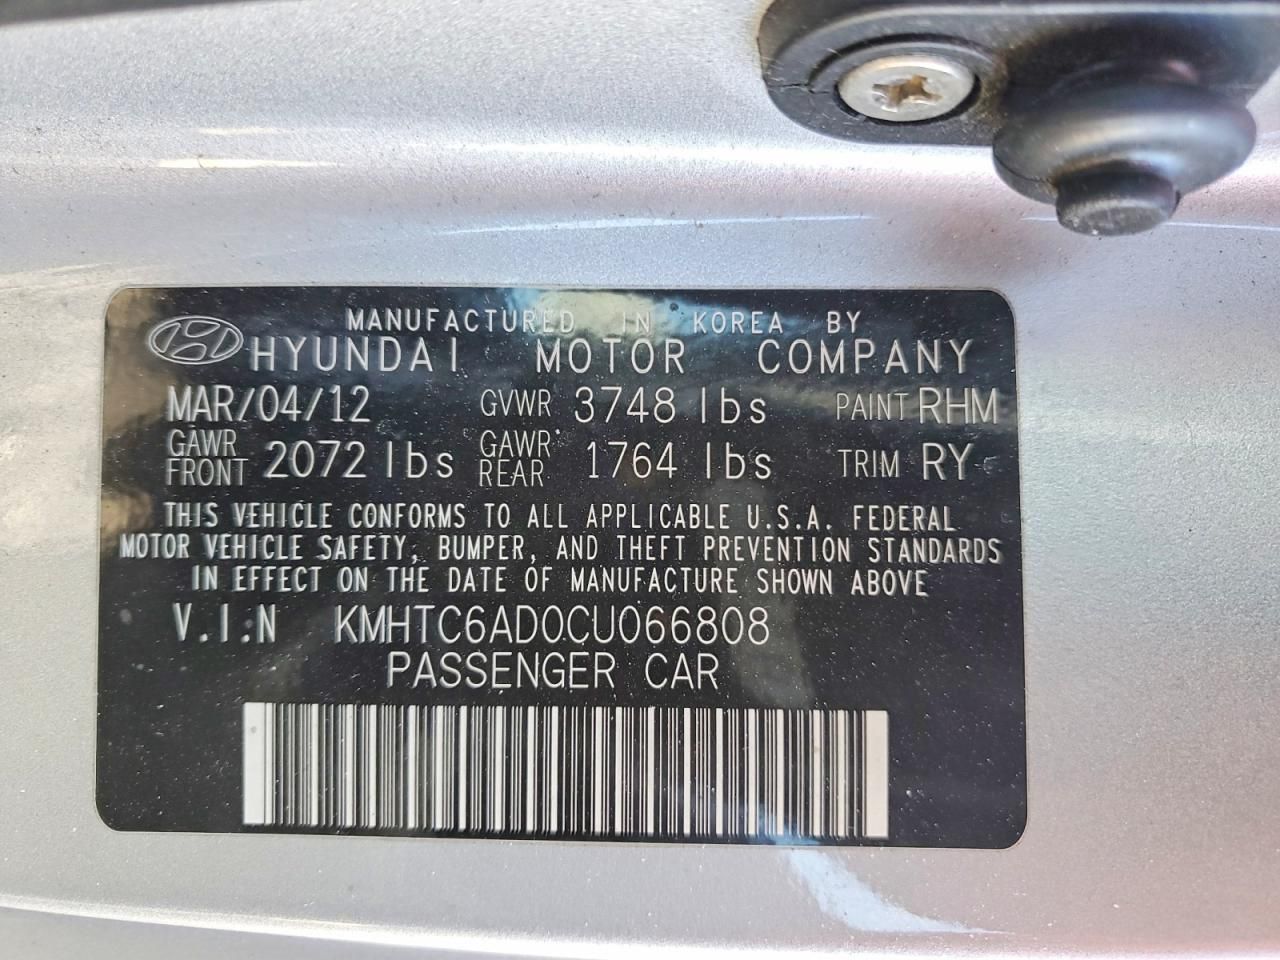 MANUFACTURED IN KOREA BY
HYUNDAI MOTOR COMPANY
MAR/04/12 GVWR 3748 lbs PAINT RHM
GAWR FRONT 2072 lbs GAWR REAR 1764 lbs TRIM RY
THIS VEHICLE CONFORMS TO ALL APPLICABLE U.S.A. FEDERAL
MOTOR VEHICLE SAFETY, BUMPER, AND THEFT PREVENTION STANDARDS
IN EFFECT ON THE DATE OF MANUFACTURE SHOWN ABOVE
V.I.N KMHTC6AD0CU066808
PASSENGER CAR